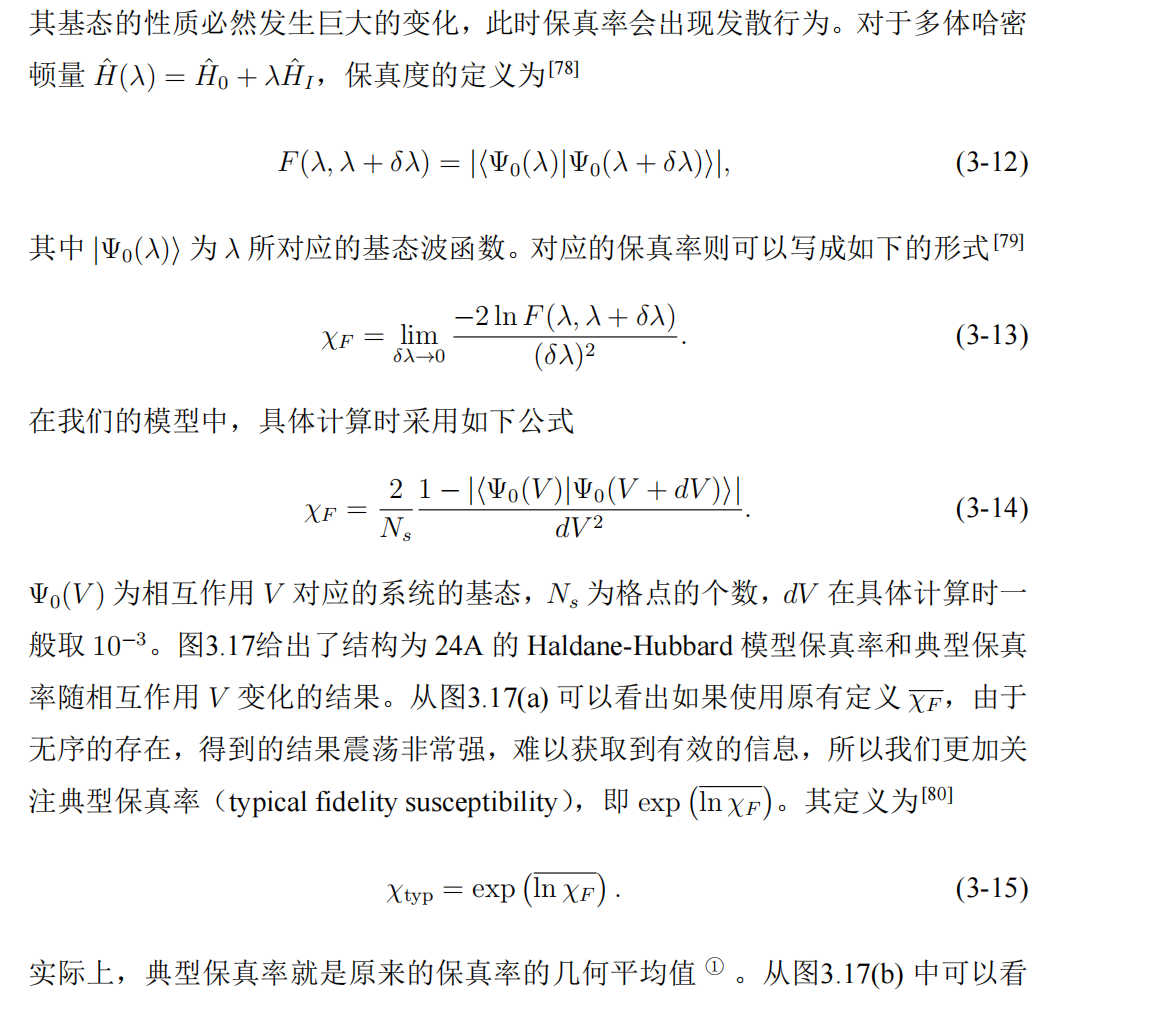 其基态的性质必然发生巨大的变化，此时保真率会出现发散行为。对于多体哈密
顿量 Ĥ(λ) = Ĥ₀ + λĤ_I，保真度的定义为[78]
F(λ, λ + δλ) = |⟨Ψ₀(λ)|Ψ₀(λ + δλ)⟩|, (3-12)
其中 |Ψ₀(λ)⟩ 为 λ 所对应的基态波函数。对应的保真率则可以写成如下的形式[79]
χ_F = lim_{δλ→0} \frac{−2 ln F(λ, λ + δλ)}{(δλ)²}. (3-13)
在我们的模型中，具体计算时采用如下公式
χ_F = \frac{2}{N_s} \frac{1 − |⟨Ψ₀(V)|Ψ₀(V + dV)⟩|}{dV²}. (3-14)
Ψ₀(V) 为相互作用 V 对应的系统的基态，N_s 为格点的个数，dV 在具体计算时一
般取 10⁻³。图3.17给出了结构为 24A 的 Haldane-Hubbard 模型保真率和典型保真
率随相互作用 V 变化的结果。从图3.17(a) 可以看出如果使用原有定义 \overline{χ_F}，由于
无序的存在，得到的结果震荡非常强，难以获取到有效的信息，所以我们更加关
注典型保真率（typical fidelity susceptibility），即 exp (\overline{ln χ_F})。其定义为[80]
χ_typ = exp (\overline{ln χ_F}) . (3-15)
实际上，典型保真率就是原来的保真率的几何平均值 ① 。从图3.17(b) 中可以看